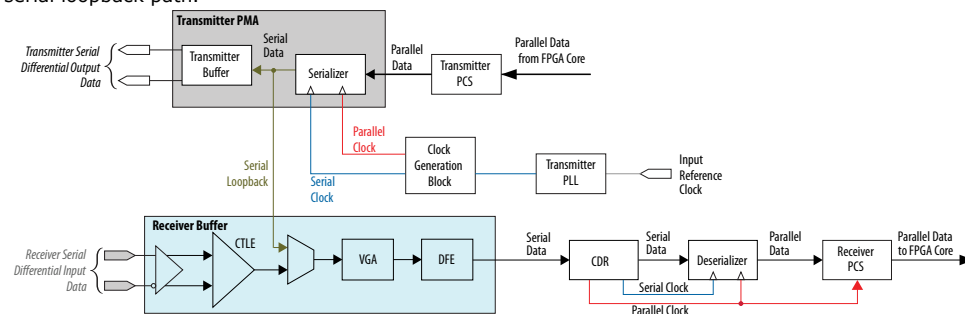 serial loopback path.
Transmitter PMA
Transmitter Serial
Differential Output
Data
Transmitter
Buffer
Serial
Data
Serializer
Parallel
Data
Transmitter
PCS
Parallel Data
from FPGA Core
Parallel
Clock
Serial
Loopback
Serial
Clock
Clock
Generation
Block
Transmitter
PLL
Input
Reference
Clock
Receiver Buffer
Receiver Serial
Differential Input
Data
CTLE
VGA
DFE
Serial
Data
CDR
Serial
Data
Deserializer
Parallel
Data
Receiver
PCS
Parallel Data
to FPGA Core
Serial Clock
Parallel Clock